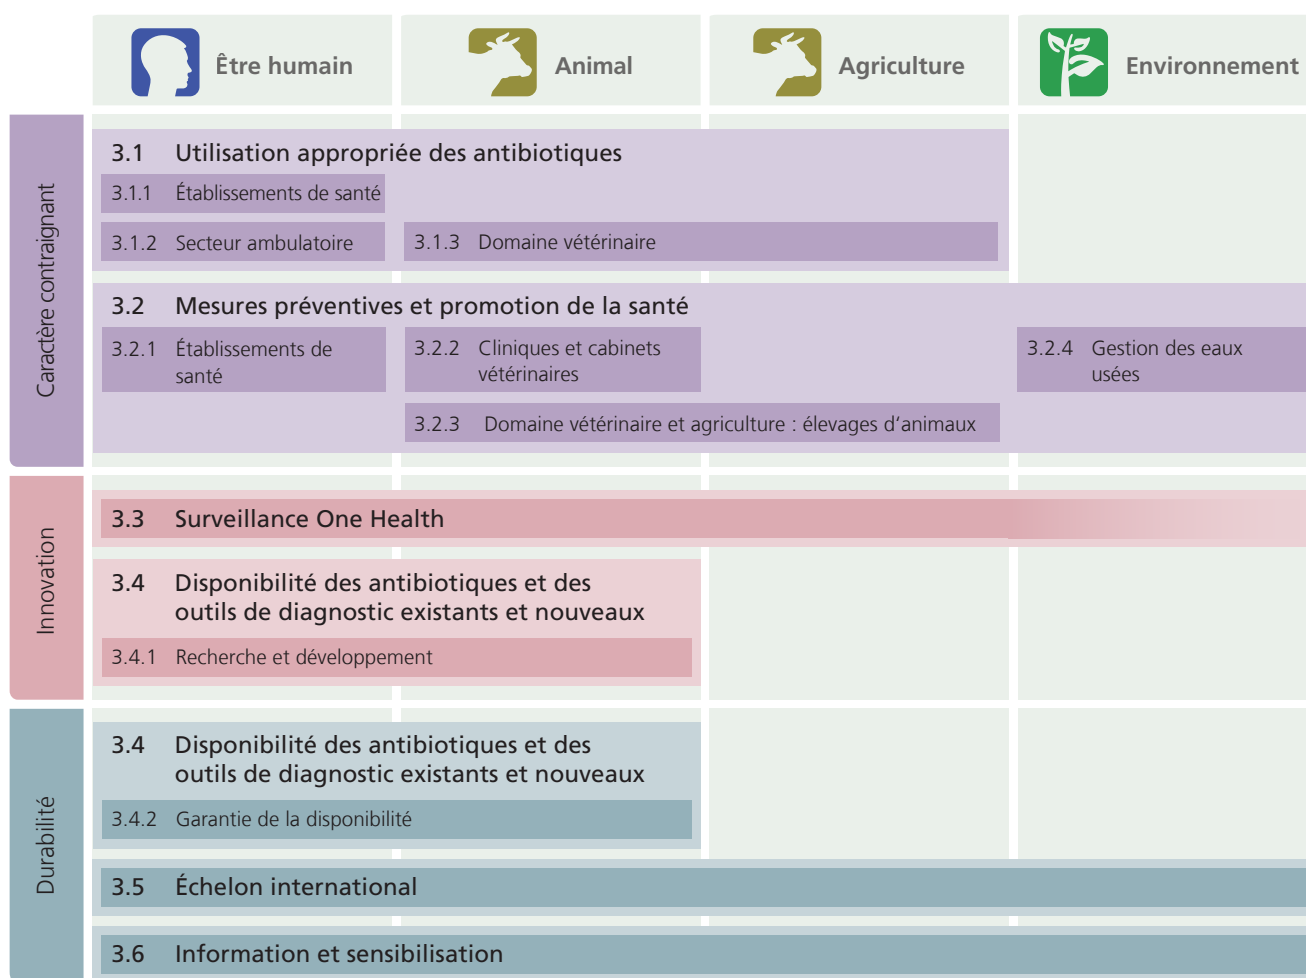 Être humain
Animal
Agriculture
Environnement
Caractère contraignant
3.1 Utilisation appropriée des antibiotiques
3.1.1 Établissements de santé
3.1.2 Secteur ambulatoire
3.1.3 Domaine vétérinaire
3.2 Mesures préventives et promotion de la santé
3.2.1 Établissements de
santé
3.2.2 Cliniques et cabinets
vétérinaires
3.2.4 Gestion des eaux
usées
3.2.3 Domaine vétérinaire et agriculture : élevages d‘animaux
Innovation
3.3 Surveillance One Health
3.4 Disponibilité des antibiotiques et des
outils de diagnostic existants et nouveaux
3.4.1 Recherche et développement
Durabilité
3.4 Disponibilité des antibiotiques et des
outils de diagnostic existants et nouveaux
3.4.2 Garantie de la disponibilité
3.5 Échelon international
3.6 Information et sensibilisation